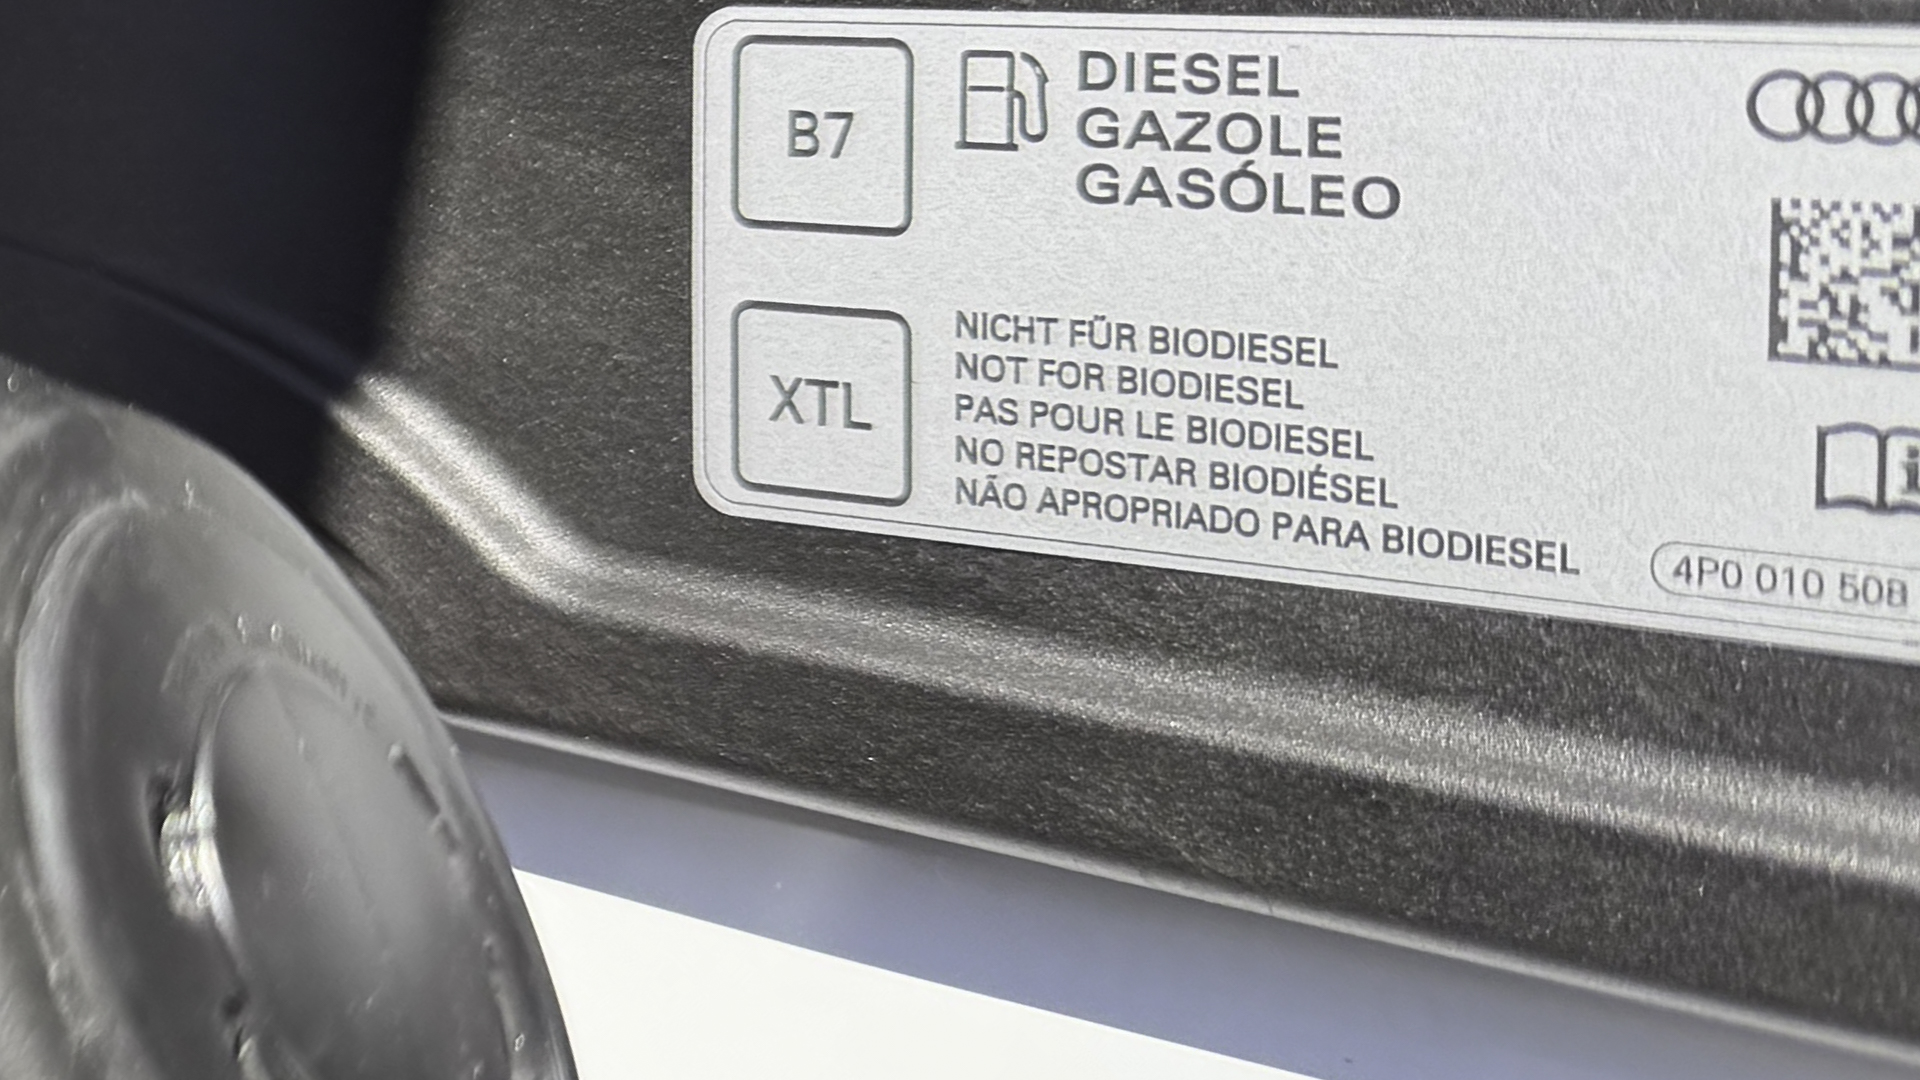 B7
DIESEL
GAZOLE
GASÓLEO
XTL
NICHT FÜR BIODIESEL
NOT FOR BIODIESEL
PAS POUR LE BIODIESEL
NO REPOSTAR BIODIÉSEL
NÃO APROPRIADO PARA BIODIESEL
4P0 010 508